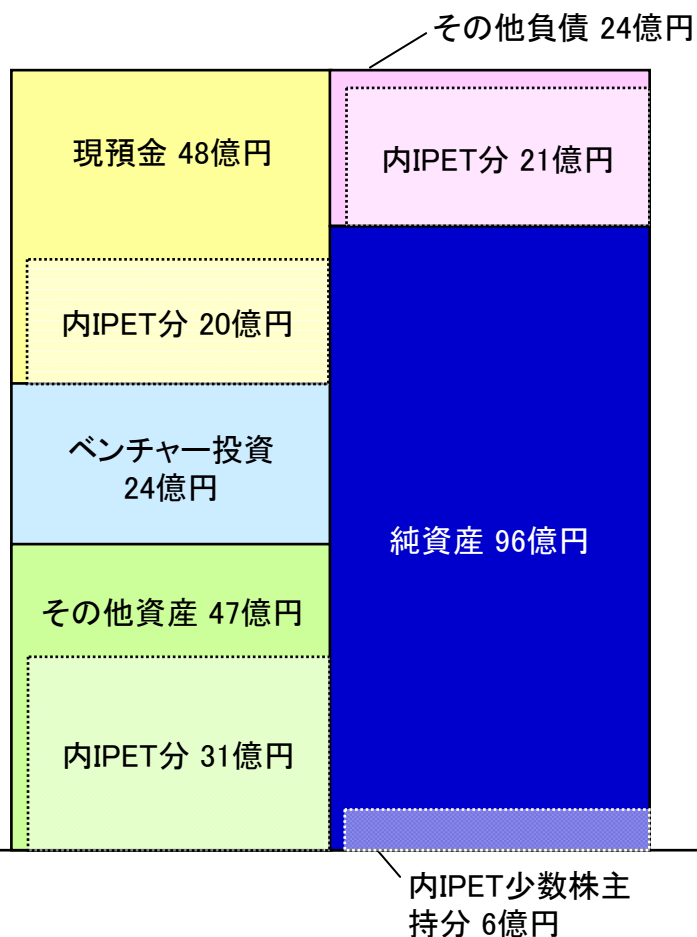 その他負債 24億円
現預金 48億円
内IPET分 21億円
内IPET分 20億円
ベンチャー投資
24億円
純資産 96億円
その他資産 47億円
内IPET分 31億円
内IPET少数株主
持分 6億円